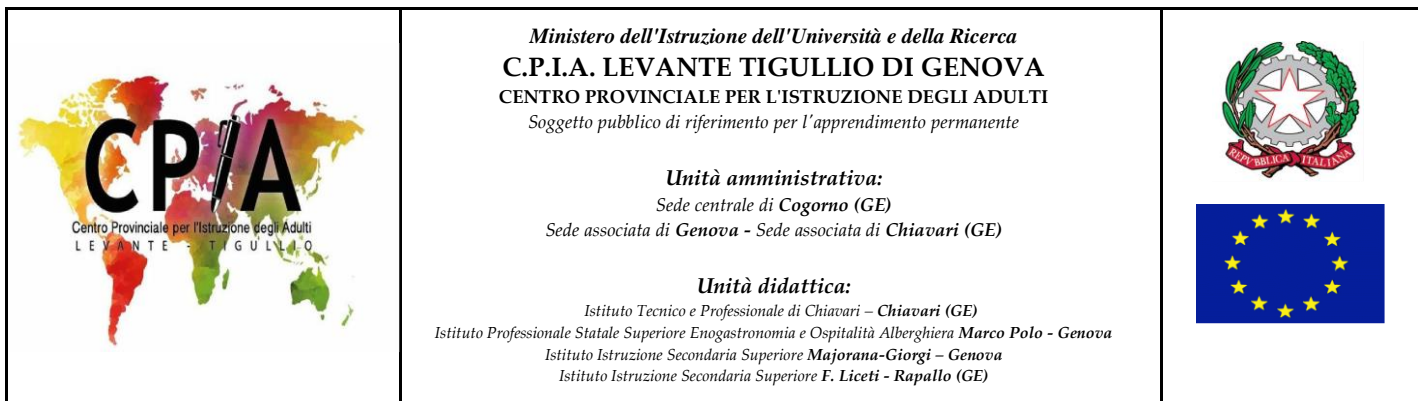 CPIA
Centro Provinciale per l'Istruzione degli Adulti
LEVANTE - TIGULLIO
Ministero dell'Istruzione dell'Università e della Ricerca
C.P.I.A. LEVANTE TIGULLIO DI GENOVA
CENTRO PROVINCIALE PER L'ISTRUZIONE DEGLI ADULTI
Soggetto pubblico di riferimento per l'apprendimento permanente
Unità amministrativa:
Sede centrale di Cogorno (GE)
Sede associata di Genova - Sede associata di Chiavari (GE)
Unità didattica:
Istituto Tecnico e Professionale di Chiavari – Chiavari (GE)
Istituto Professionale Statale Superiore Enogastronomia e Ospitalità Alberghiera Marco Polo - Genova
Istituto Istruzione Secondaria Superiore Majorana-Giorgi – Genova
Istituto Istruzione Secondaria Superiore F. Liceti - Rapallo (GE)
REPVBBLICA ITALIANA